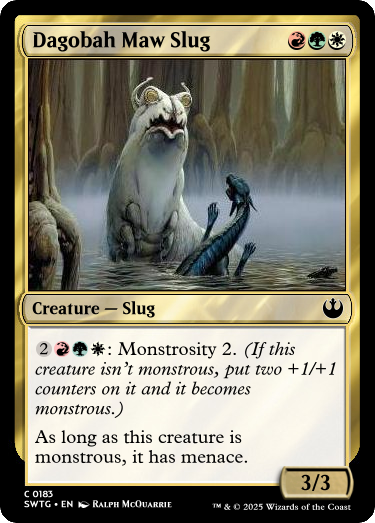 Dagobah Maw Slug
Creature — Slug
2: Monstrosity 2. (If this
creature isn't monstrous, put two +1/+1
counters on it and it becomes
monstrous.)
As long as this creature is
monstrous, it has menace.
3/3
C 0183
SWTG • EN Ralph McQuarrie
™ & © 2025 Wizards of the Coast